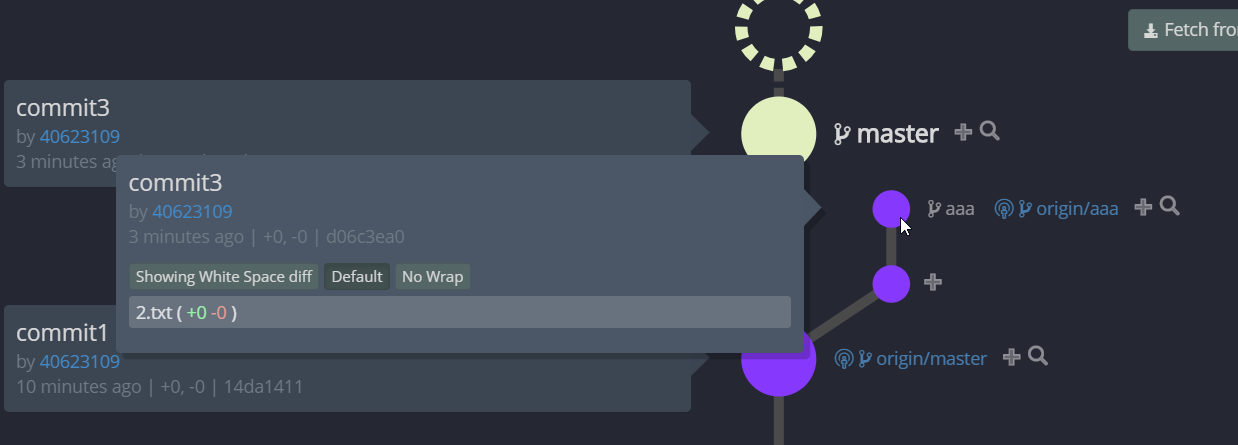 Fetch fro
commit3
by 40623109
3 minutes ag
master
commit3
by 40623109
3 minutes ago | +0, -0 | d06c3ea0
aaa origin/aaa
Showing White Space diff Default No Wrap
2.txt ( +0 -0 )
commit1
by 40623109
10 minutes ago | +0, -0 | 14da1411
origin/master